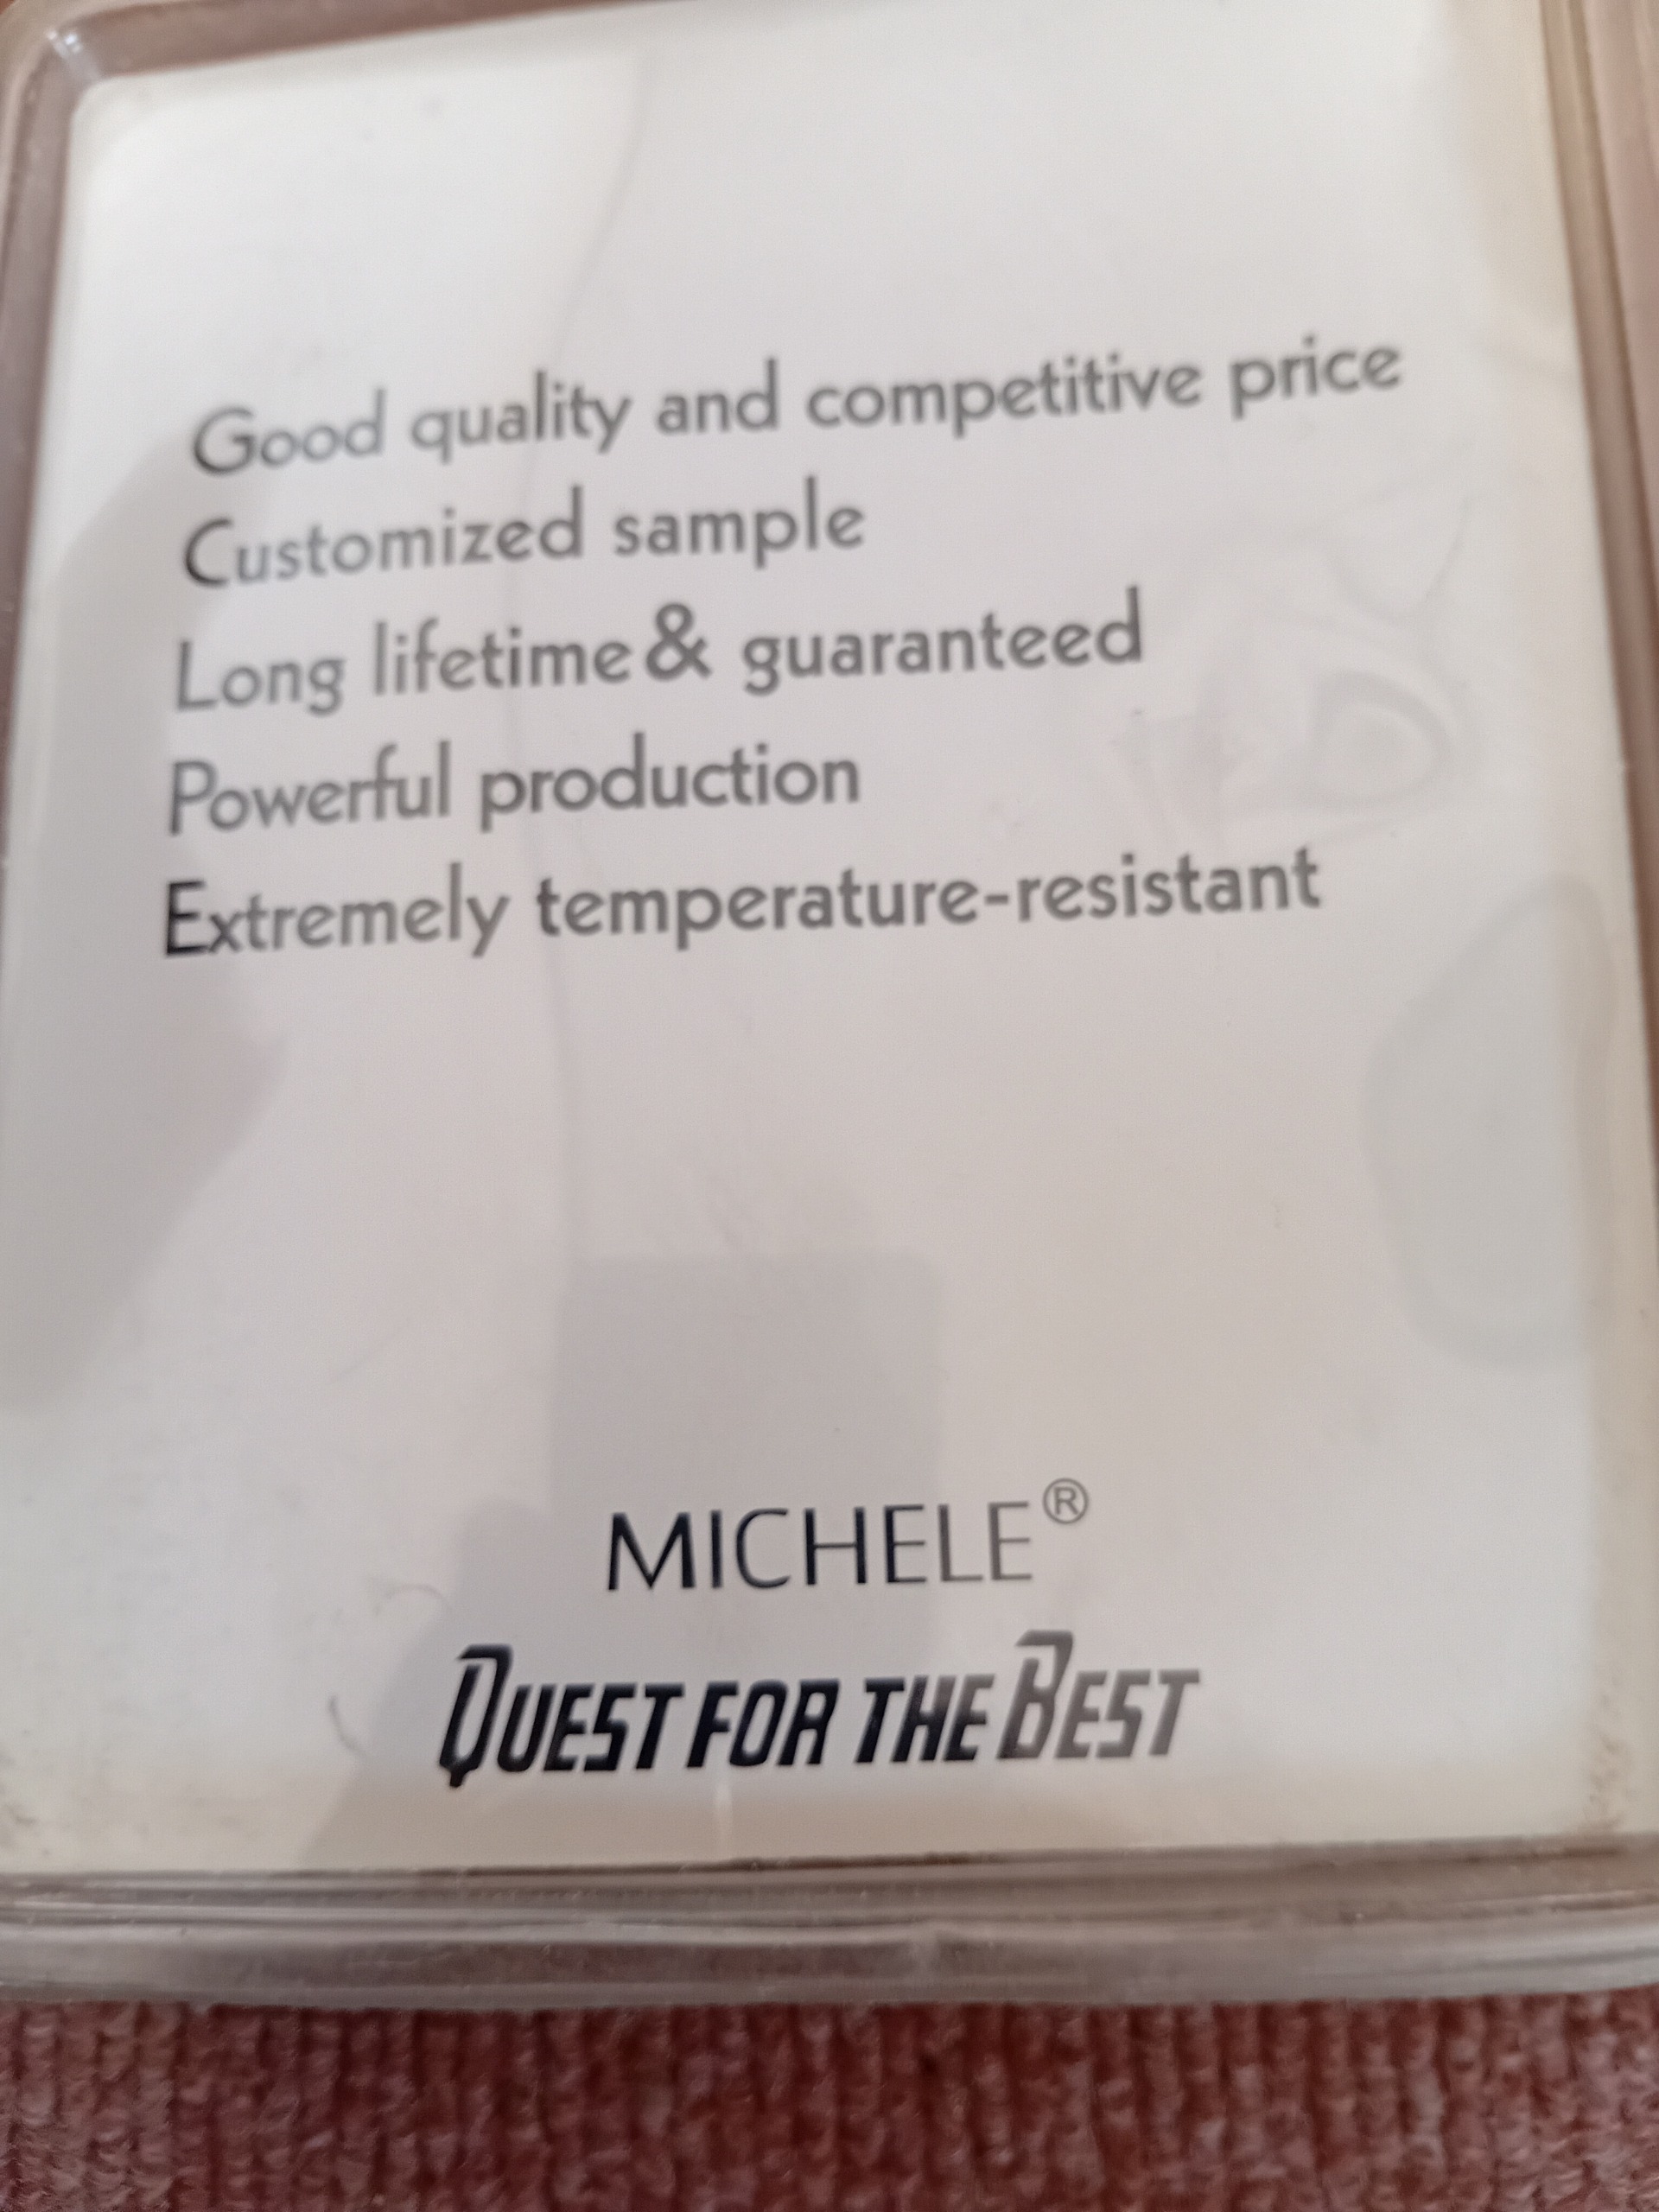 Good quality and competitive price
Customized sample
Long lifetime & guaranteed
Powerful production
Extremely temperature-resistant
MICHELE®
QUEST FOR THE BEST